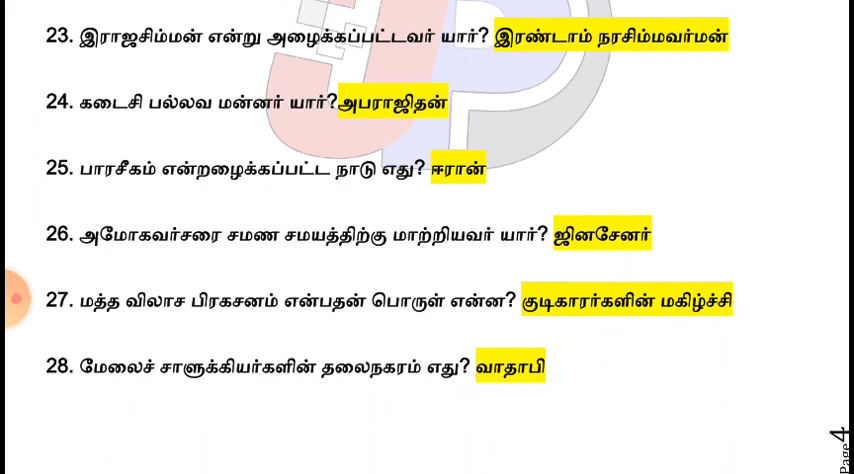 23. இராஜசிம்மன் என்று அழைக்கப்பட்டவர் யார்? இரண்டாம் நரசிம்மவர்மன்
24. கடைசி பல்லவ மன்னர் யார்?அபராஜிதன்
25. பாரசீகம் என்றழைக்கப்பட்ட நாடு எது? ஈரான்
26. அமோகவர்சரை சமண சமயத்திற்கு மாற்றியவர் யார்? ஜினசேனர்
27. மத்த விலாச பிரகசனம் என்பதன் பொருள் என்ன? குடிகாரர்களின் மகிழ்ச்சி
28. மேலைச் சாளுக்கியர்களின் தலைநகரம் எது? வாதாபி
Page4